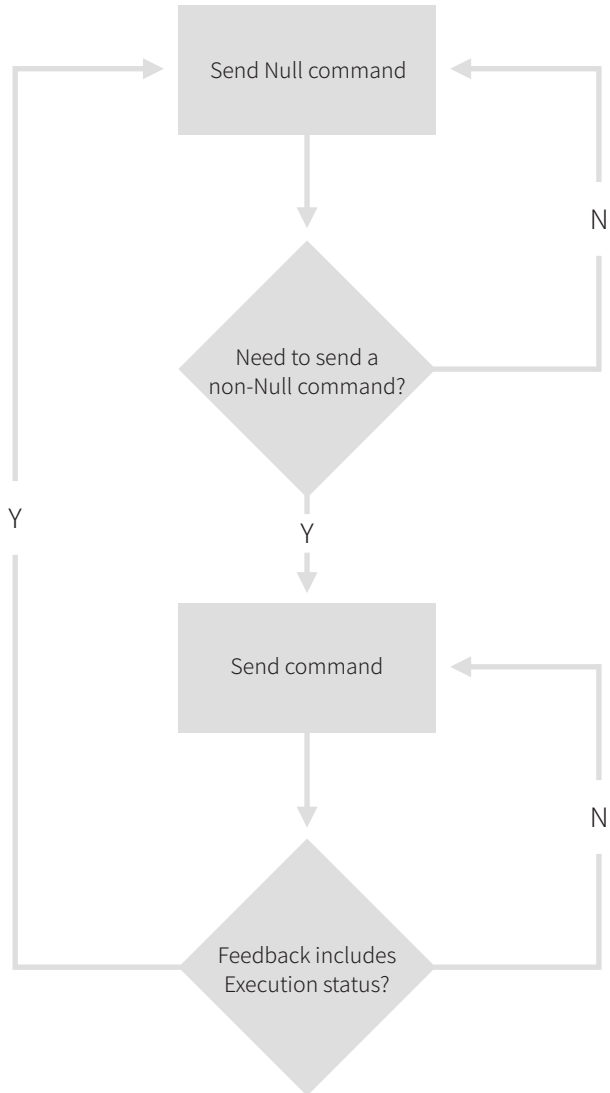 Send Null command
N
Need to send a
non-Null command?
Y
Y
Send command
N
Feedback includes
Execution status?